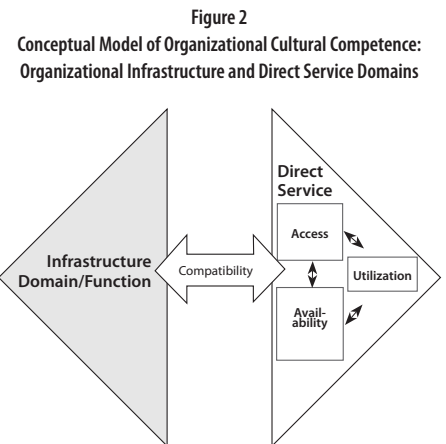 Figure 2
Conceptual Model of Organizational Cultural Competence:
Organizational Infrastructure and Direct Service Domains
Infrastructure
Domain/Function
Compatibility
Direct
Service
Access
Utilization
Avail-
ability